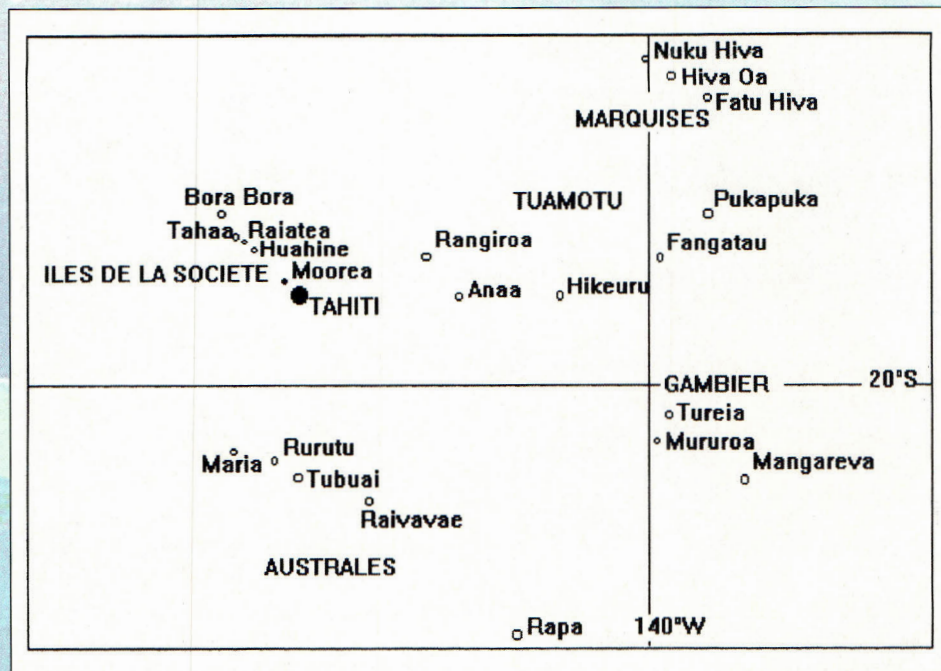 Nuku Hiva
Hiva Oa
Fatu Hiva
MARQUISES
Bora Bora
TUAMOTU
Pukapuka
Tahaa
Raiatea
Huahine
Rangiroa
Fangatau
ILES DE LA SOCIETE
Moorea
Anaa
Hikeuru
TAHITI
GAMBIER
20°S
Tureia
Maria
Rurutu
Mururoa
Tubuai
Mangareva
Raivavae
AUSTRALES
Rapa
140°W